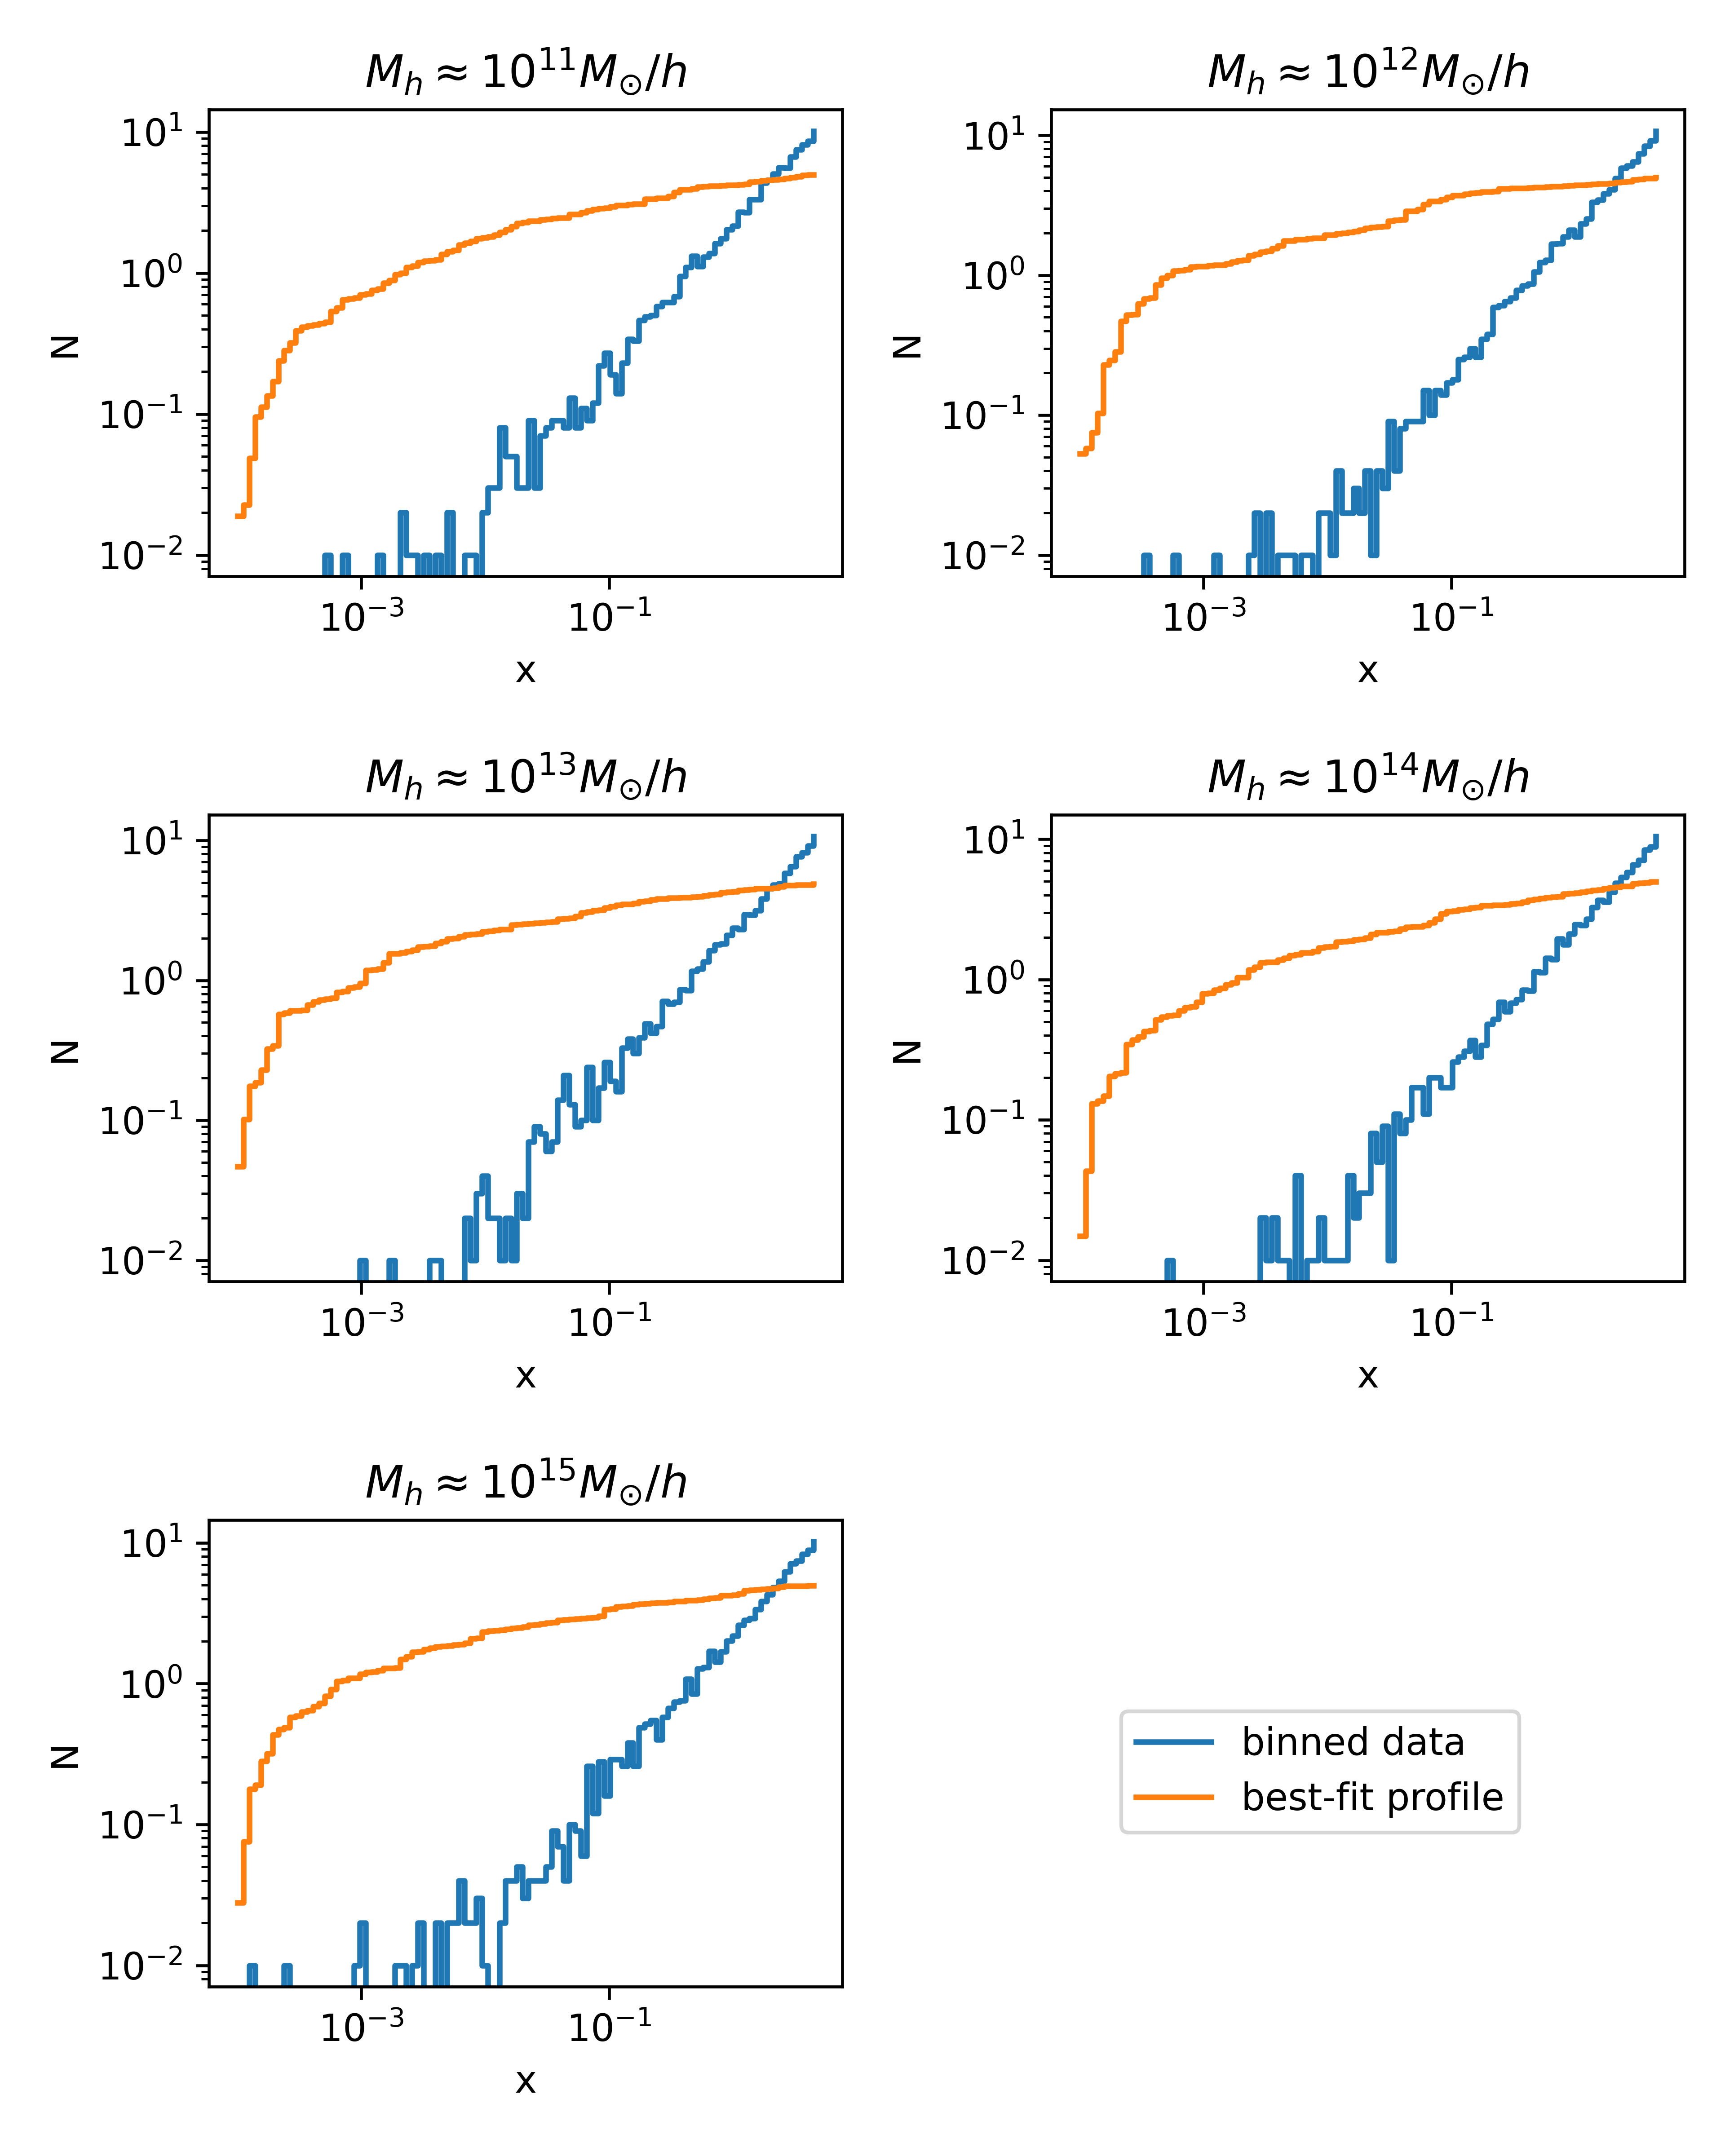 M_h ≈ 10^{11} M_⊙/h
10^1
10^0
10^{-1}
10^{-2}
N
10^{-3} 10^{-1}
x
M_h ≈ 10^{12} M_⊙/h
10^1
10^0
10^{-1}
10^{-2}
N
10^{-3} 10^{-1}
x
M_h ≈ 10^{13} M_⊙/h
10^1
10^0
10^{-1}
10^{-2}
N
10^{-3} 10^{-1}
x
M_h ≈ 10^{14} M_⊙/h
10^1
10^0
10^{-1}
10^{-2}
N
10^{-3} 10^{-1}
x
M_h ≈ 10^{15} M_⊙/h
10^1
10^0
10^{-1}
10^{-2}
N
10^{-3} 10^{-1}
x
binned data
best-fit profile